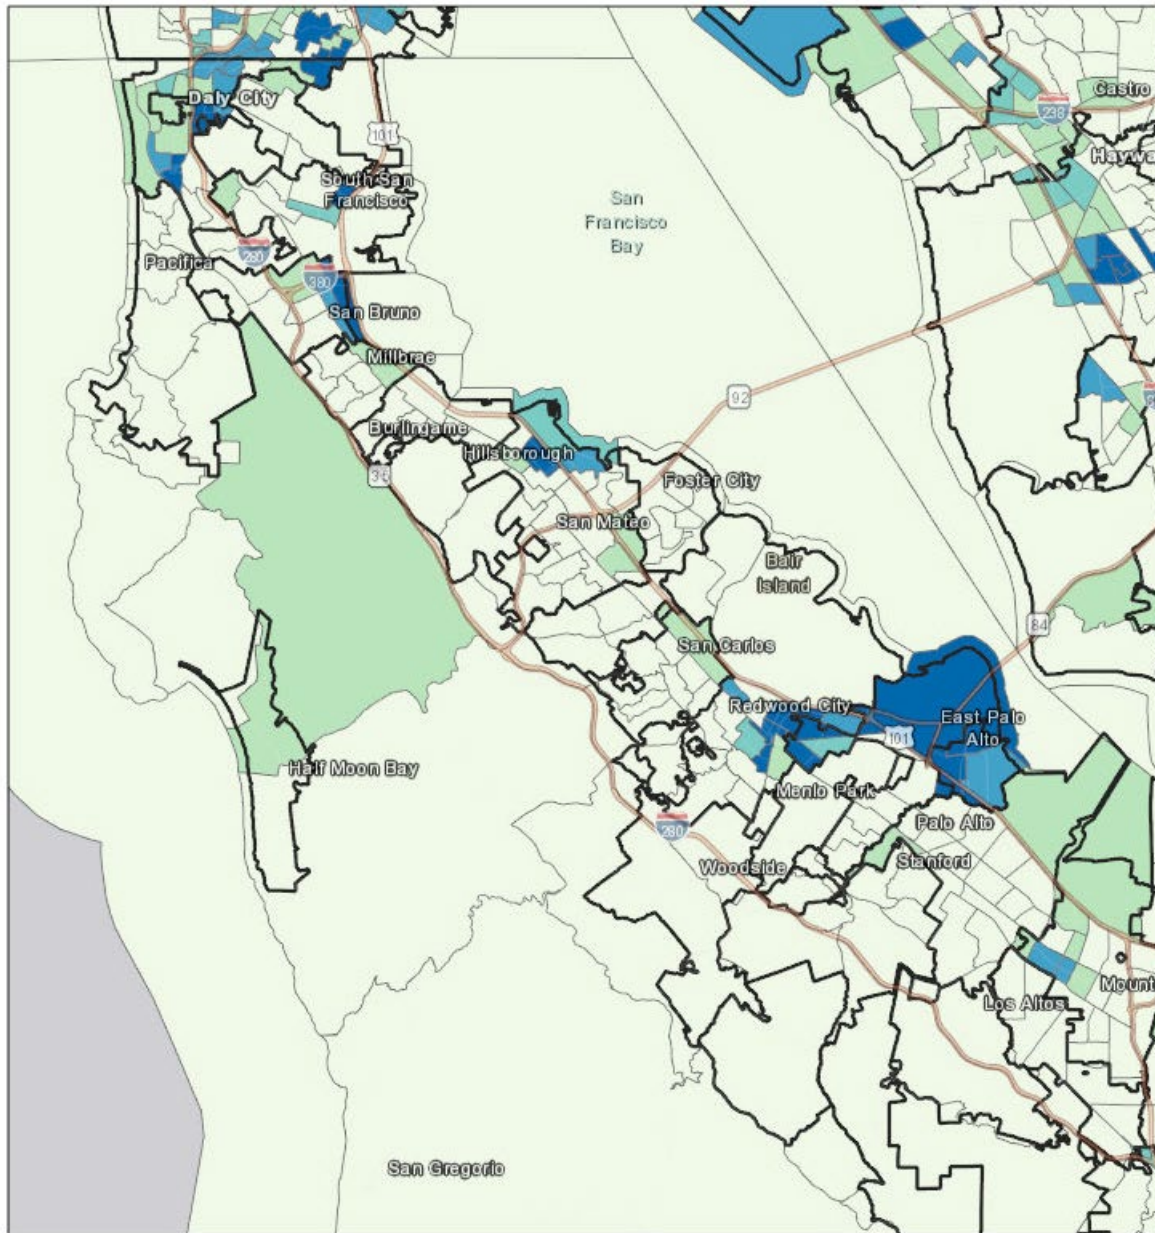 Castro
Daly City
238
101
Haywa
South San
Francisco
San
Francisco
Bay
Pacifica
280
380
San Bruno
Millbrae
92
Burlingame
Hillsborough
35
Foster City
San Mateo
Bair
Island
84
San Carlos
Redwood City
East Palo
Alto
101
Half Moon Bay
Menlo Park
Palo Alto
280
Stanford
Woodside
Mount
Los Altos
San Gregorio